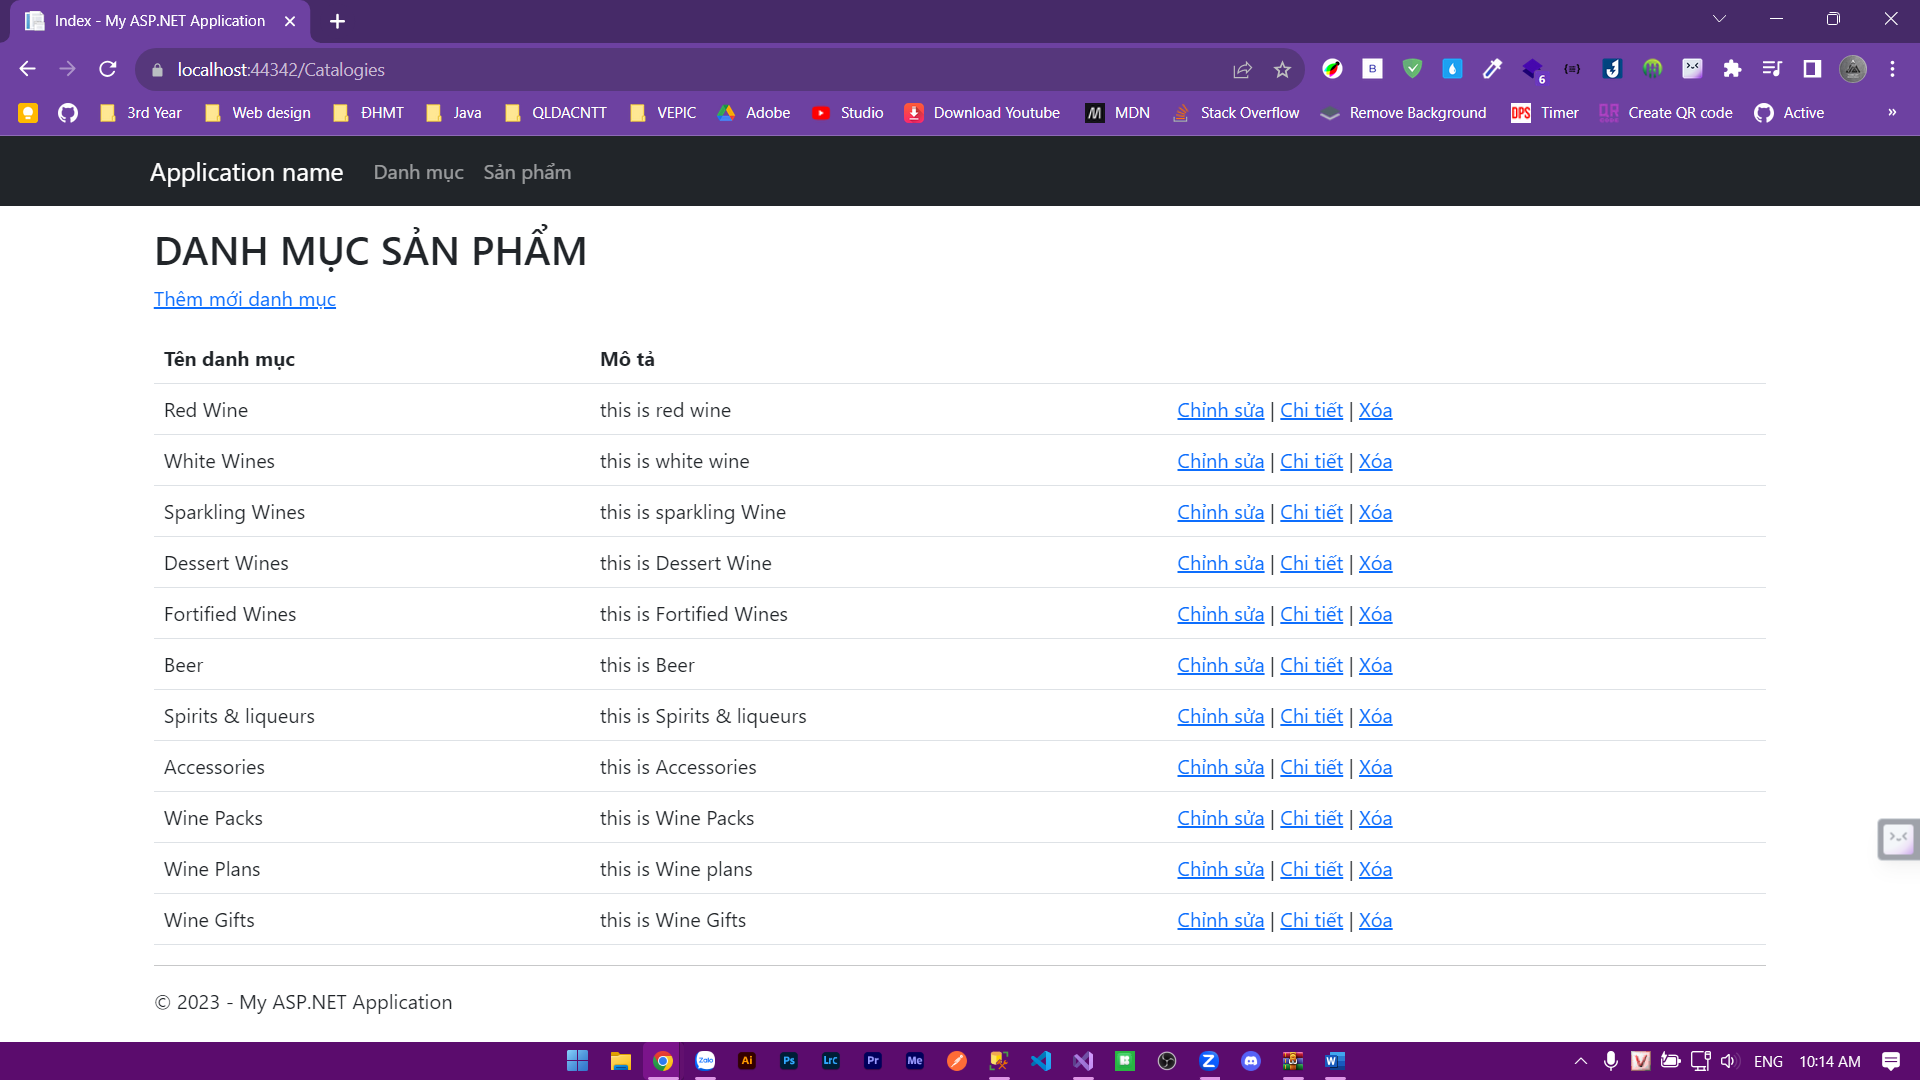 Index - My ASP.NET Application
localhost:44342/Catalogies
3rd Year Web design ĐHMT Java QLDACNTT VEPIC Adobe Studio Download Youtube MDN Stack Overflow Remove Background DPS Timer Create QR code Active »
Application name Danh mục Sản phẩm
DANH MỤC SẢN PHẨM
Thêm mới danh mục
Tên danh mục Mô tả
Red Wine this is red wine Chỉnh sửa | Chi tiết | Xóa
White Wines this is white wine Chỉnh sửa | Chi tiết | Xóa
Sparkling Wines this is sparkling Wine Chỉnh sửa | Chi tiết | Xóa
Dessert Wines this is Dessert Wine Chỉnh sửa | Chi tiết | Xóa
Fortified Wines this is Fortified Wines Chỉnh sửa | Chi tiết | Xóa
Beer this is Beer Chỉnh sửa | Chi tiết | Xóa
Spirits & liqueurs this is Spirits & liqueurs Chỉnh sửa | Chi tiết | Xóa
Accessories this is Accessories Chỉnh sửa | Chi tiết | Xóa
Wine Packs this is Wine Packs Chỉnh sửa | Chi tiết | Xóa
Wine Plans this is Wine plans Chỉnh sửa | Chi tiết | Xóa
Wine Gifts this is Wine Gifts Chỉnh sửa | Chi tiết | Xóa
© 2023 - My ASP.NET Application
Zalo Ai Ps Lrc Pr Me Z W V ENG 10:14 AM